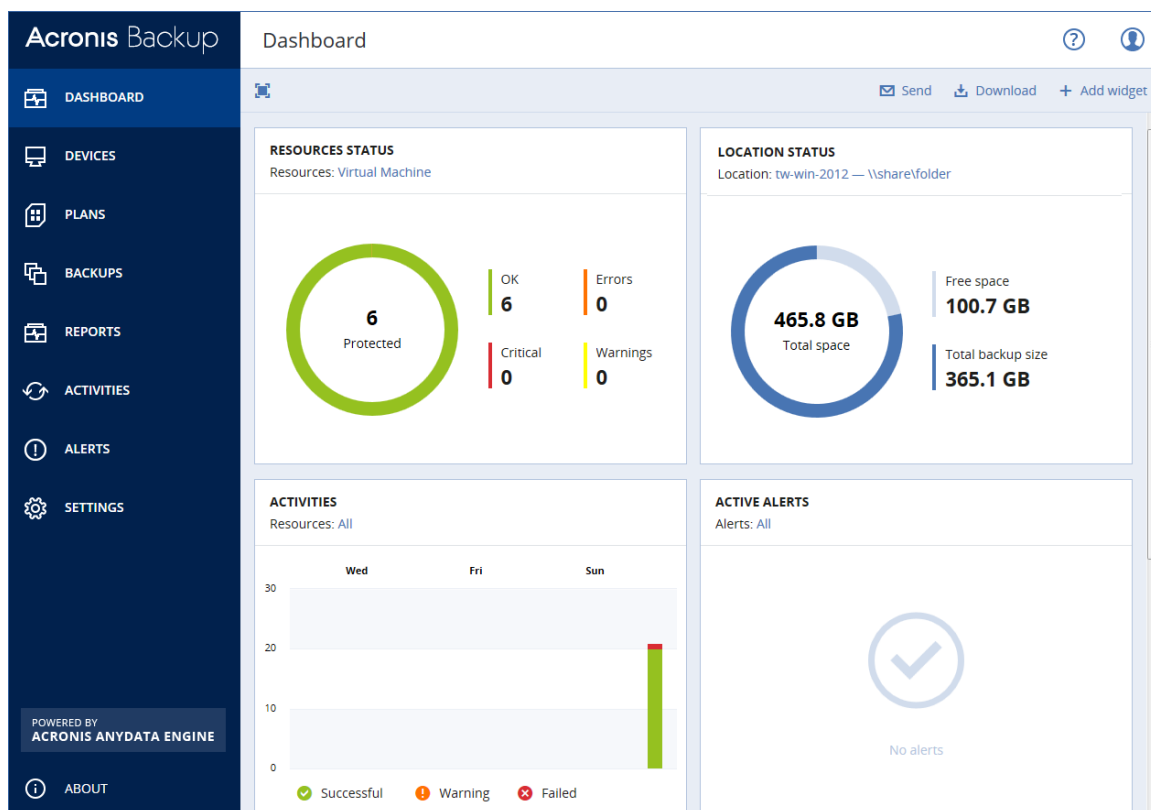 Acronis Backup
Dashboard
DASHBOARD
DEVICES
PLANS
BACKUPS
REPORTS
ACTIVITIES
ALERTS
SETTINGS
POWERED BY
ACRONIS ANYDATA ENGINE
ABOUT
Send
Download
Add widget
RESOURCES STATUS
Resources: Virtual Machine
6
Protected
OK
6
Errors
0
Critical
0
Warnings
0
LOCATION STATUS
Location: tw-win-2012 — \\share\folder
465.8 GB
Total space
Free space
100.7 GB
Total backup size
365.1 GB
ACTIVITIES
Resources: All
Wed Fri Sun
30
20
10
0
Successful Warning Failed
ACTIVE ALERTS
Alerts: All
No alerts